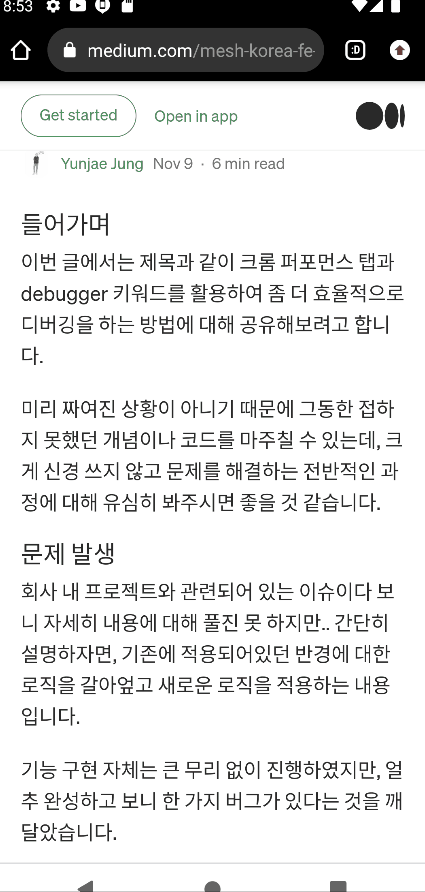 8:53
medium.com/mesh-korea-fe-
:D
Get started
Open in app
Yunjae Jung Nov 9 · 6 min read
들어가며
이번 글에서는 제목과 같이 크롬 퍼포먼스 탭과
debugger 키워드를 활용하여 좀 더 효율적으로
디버깅을 하는 방법에 대해 공유해보려고 합니
다.
미리 짜여진 상황이 아니기 때문에 그동한 접하
지 못했던 개념이나 코드를 마주칠 수 있는데, 크
게 신경 쓰지 않고 문제를 해결하는 전반적인 과
정에 대해 유심히 봐주시면 좋을 것 같습니다.
문제 발생
회사 내 프로젝트와 관련되어 있는 이슈이다 보
니 자세히 내용에 대해 풀진 못 하지만.. 간단히
설명하자면, 기존에 적용되어있던 반경에 대한
로직을 갈아엎고 새로운 로직을 적용하는 내용
입니다.
기능 구현 자체는 큰 무리 없이 진행하였지만, 얼
추 완성하고 보니 한 가지 버그가 있다는 것을 깨
달았습니다.